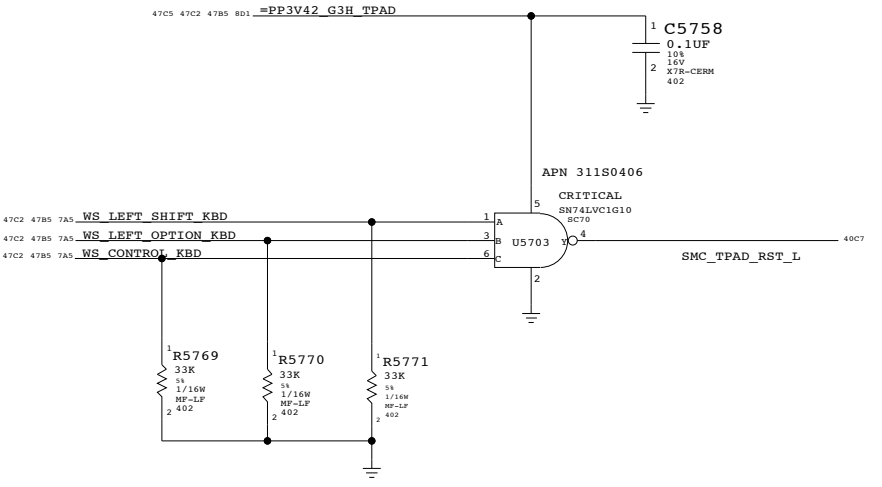 47C5 47C2 47B5 8D1 =PP3V42_G3H_TPAD
1
C5758
0.1UF
10%
16V
2
X7R-CERM
402
APN 311S0406
CRITICAL
5
SN74LVC1G10
SC70
47C2 47B5 7A5 WS_LEFT_SHIFT_KBD
1
A
47C2 47B5 7A5 WS_LEFT_OPTION_KBD
3
B
U5703
Y
4
40C7
47C2 47B5 7A5 WS_CONTROL_KBD
6
C
SMC_TPAD_RST_L
2
1
R5769
33K
5%
1/16W
MF-LF
2
402
1
R5770
33K
5%
1/16W
MF-LF
2
402
1
R5771
33K
5%
1/16W
MF-LF
2
402